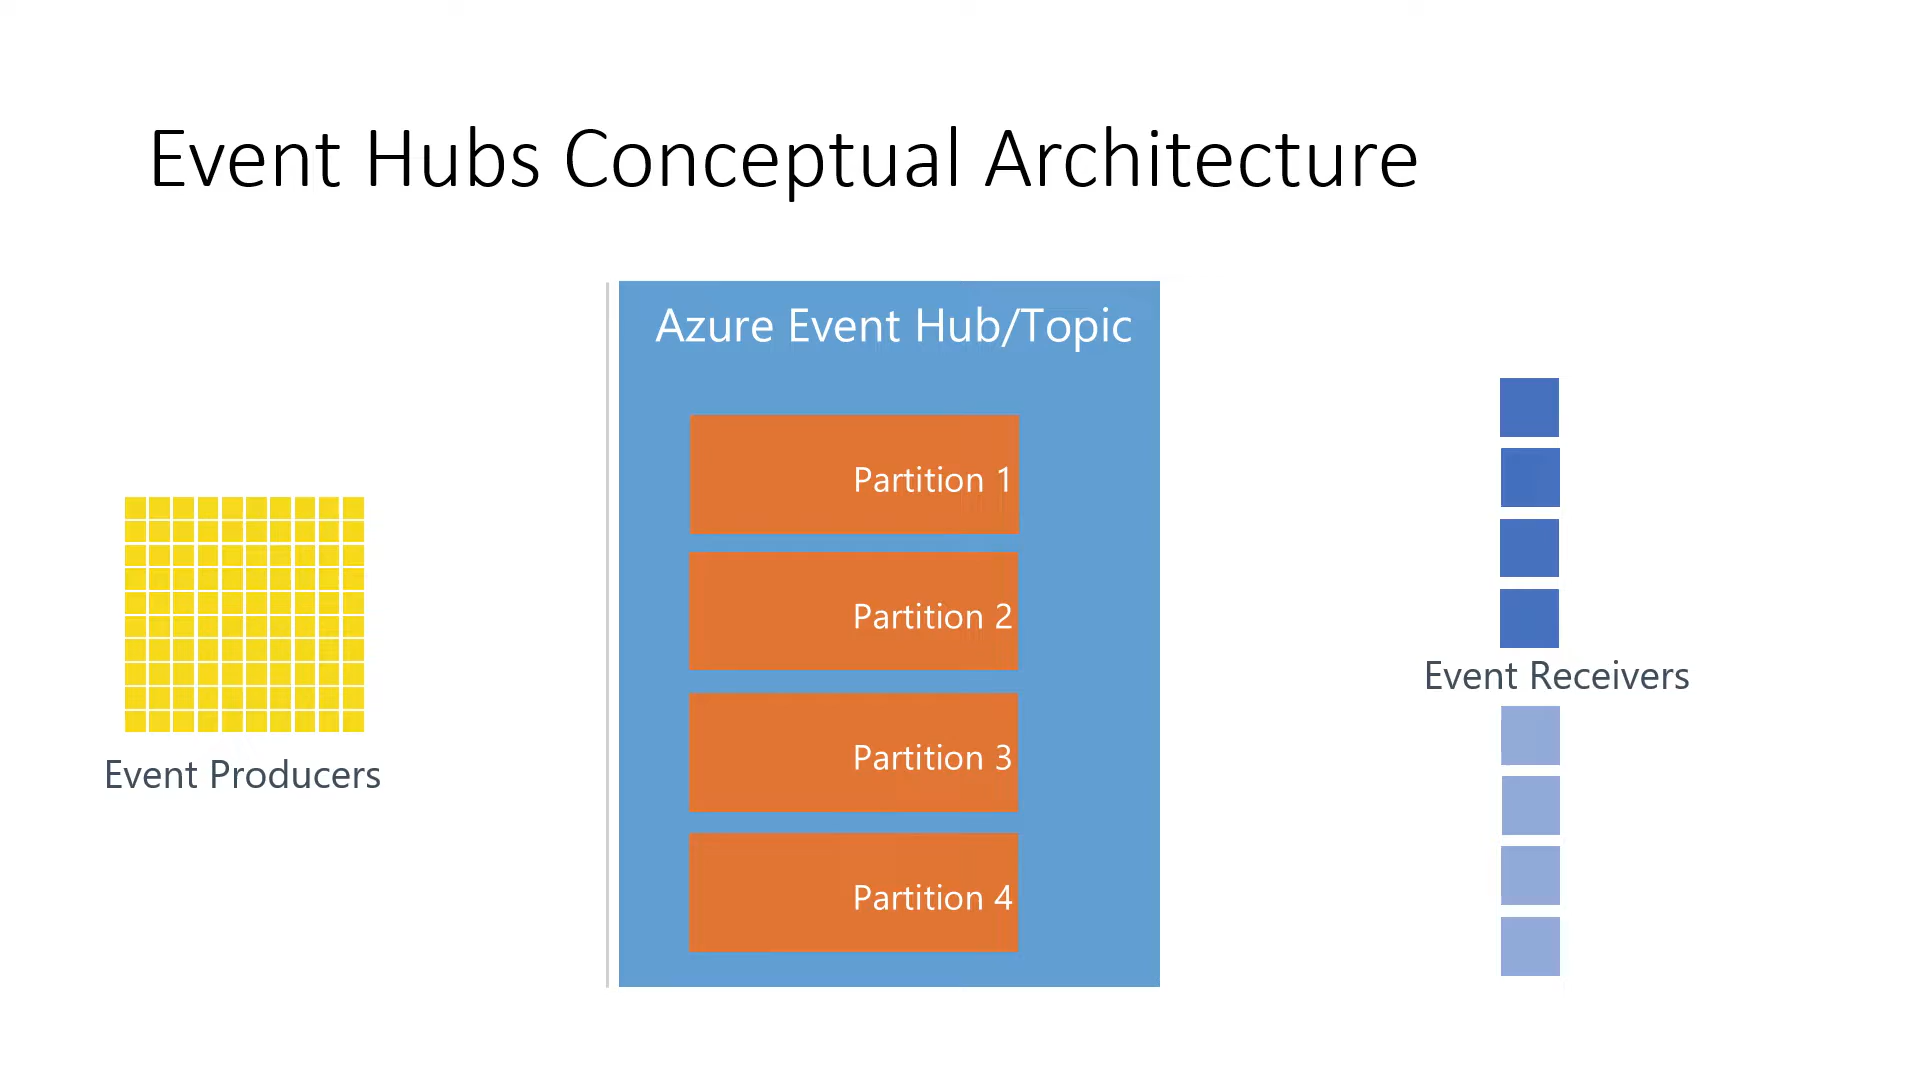 Event Hubs Conceptual Architecture
Azure Event Hub/Topic
Partition 1
Partition 2
Partition 3
Partition 4
Event Producers
Event Receivers